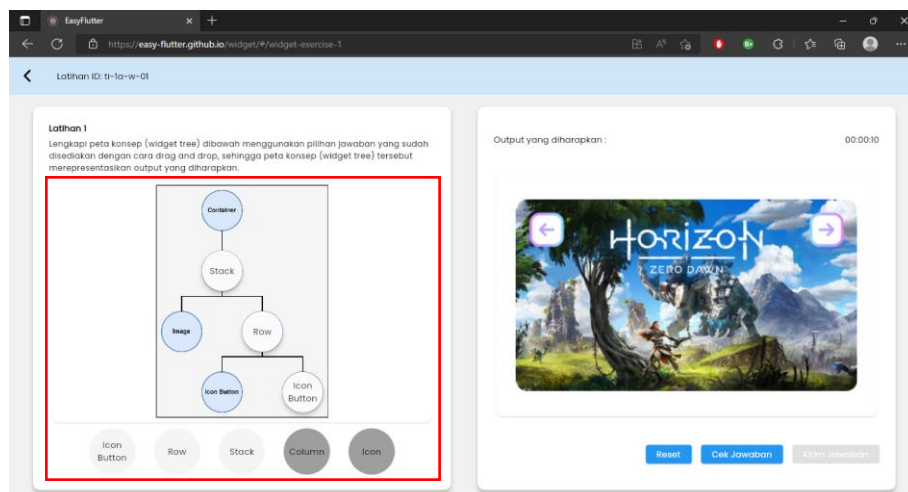 EasyFlutter
https://easy-flutter.github.io/widget/#/widget-exercise-1
Latihan ID: ti-1a-w-01
Latihan 1
Lengkapi peta konsep (widget tree) dibawah menggunakan pilihan jawaban yang sudah
disediakan dengan cara drag and drop, sehingga peta konsep (widget tree) tersebut
merepresentasikan output yang diharapkan.
Container
Stack
Image
Row
Icon Button
Icon
Button
Icon
Button
Row
Stack
Column
Icon
Output yang diharapkan :
00:00:10
HORIZON
ZERO DAWN
Reset
Cek Jawaban
Kirim Jawaban